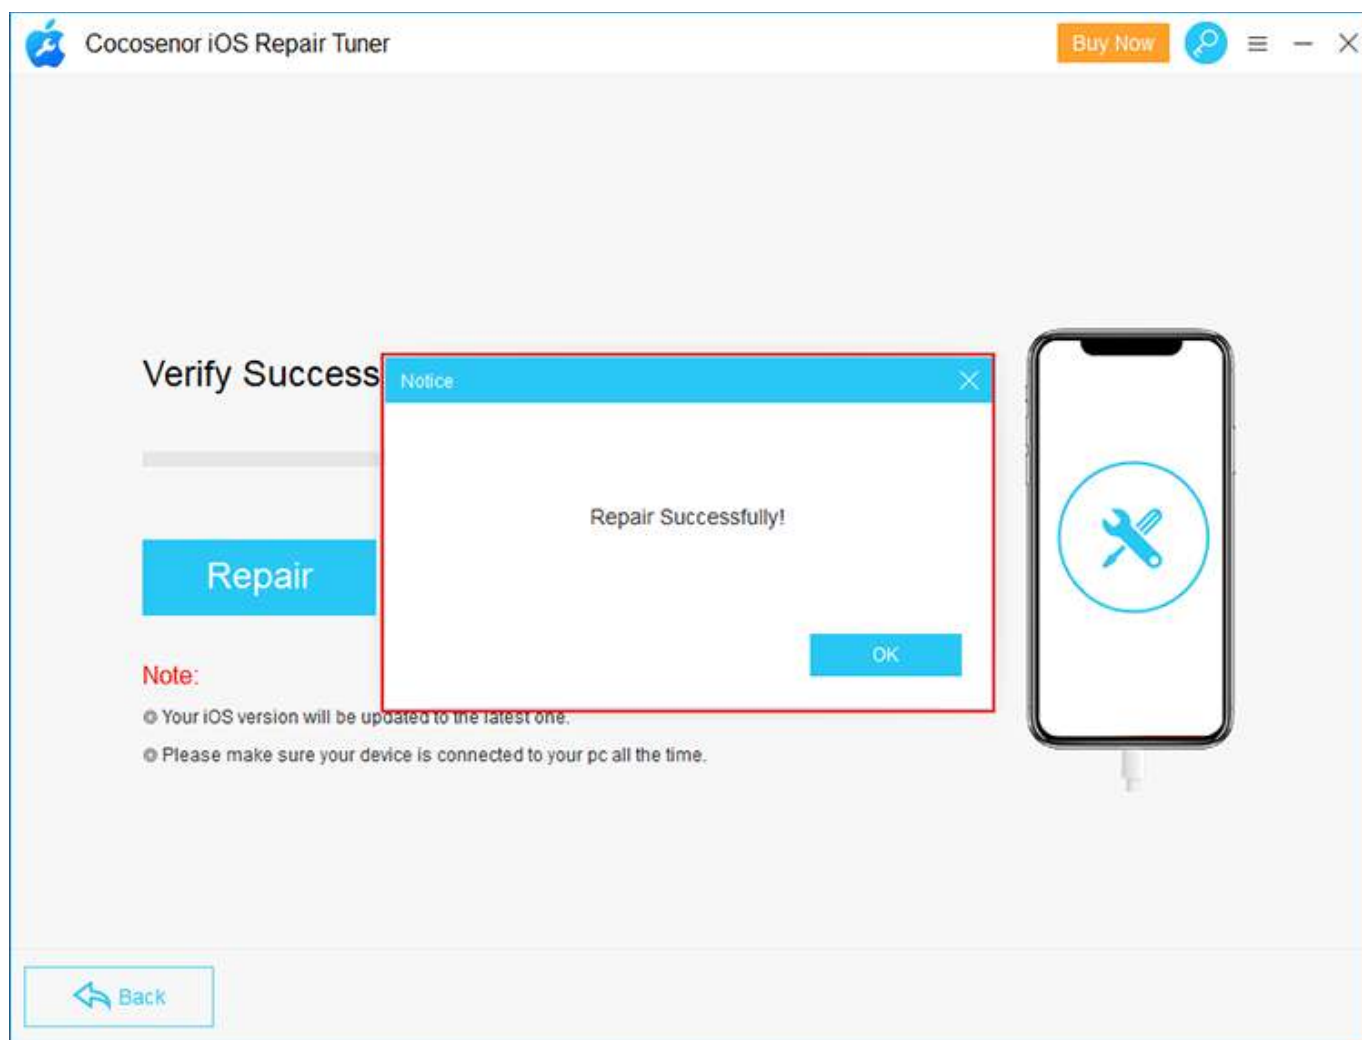 Cocosenor iOS Repair Tuner
Buy Now
Verify Success
Notice
Repair Successfully!
OK
Repair
Note:
Your iOS version will be updated to the latest one.
Please make sure your device is connected to your pc all the time.
Back